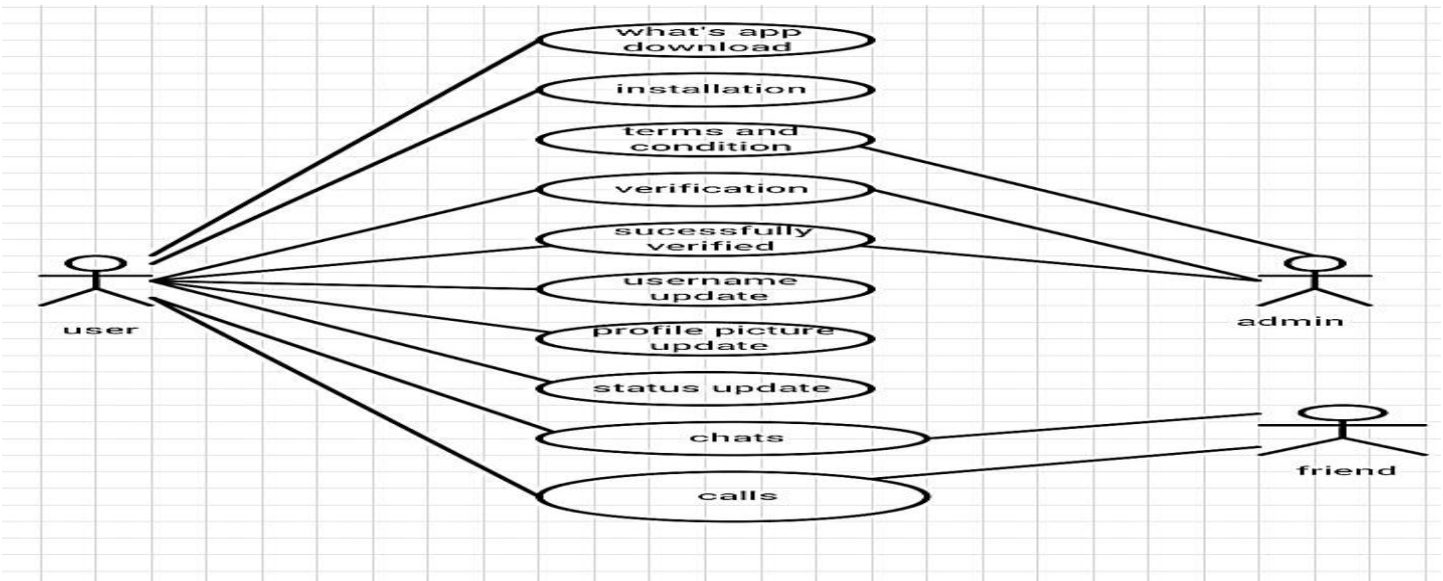 what's app
download
installation
terms and
condition
verification
sucessfully
verified
username
update
profile picture
update
status update
chats
calls
user
admin
friend